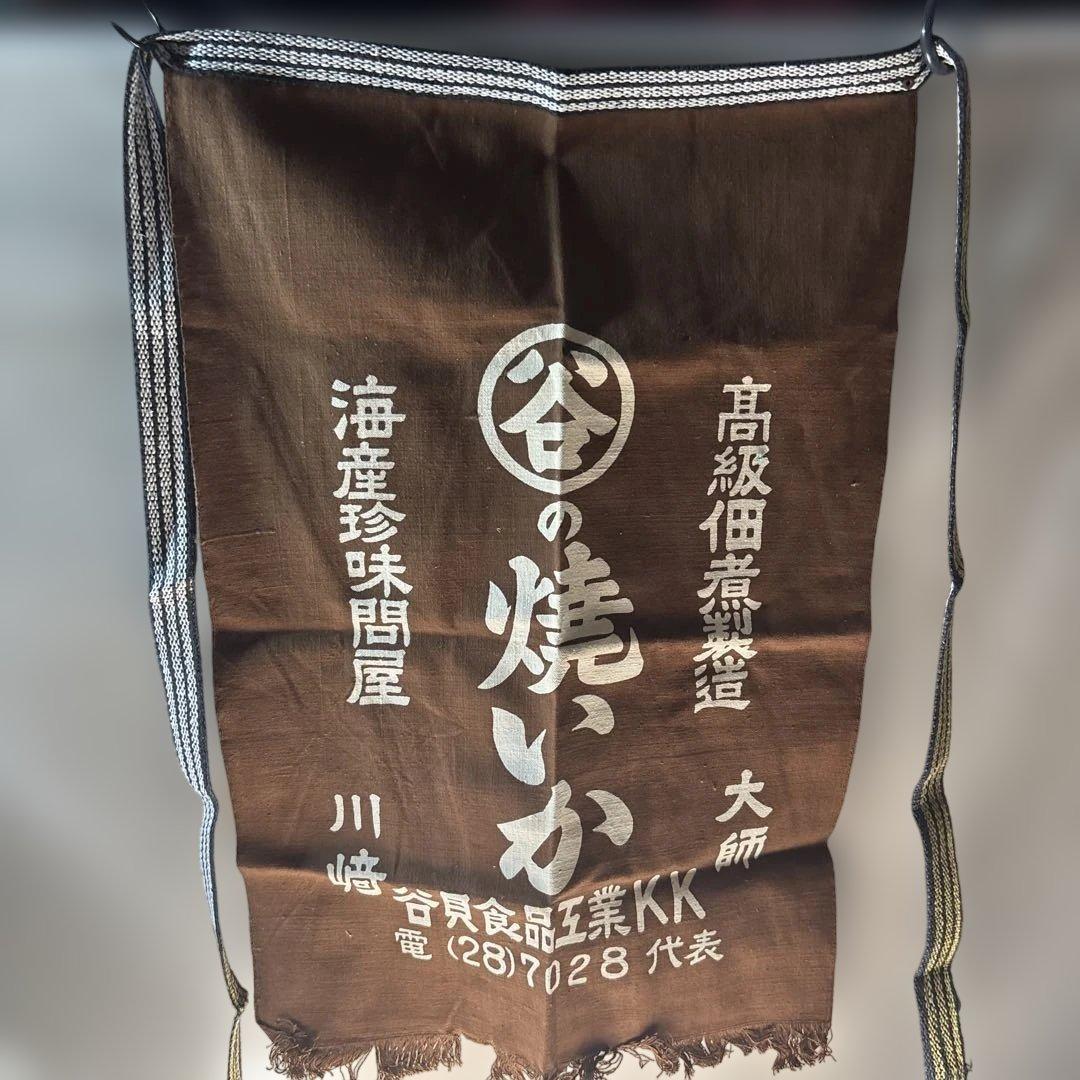 高級佃煮製造
大師
谷
の
焼いか
海産珍味問屋
川﨑
谷貝食品工業KK
電(28)7028代表